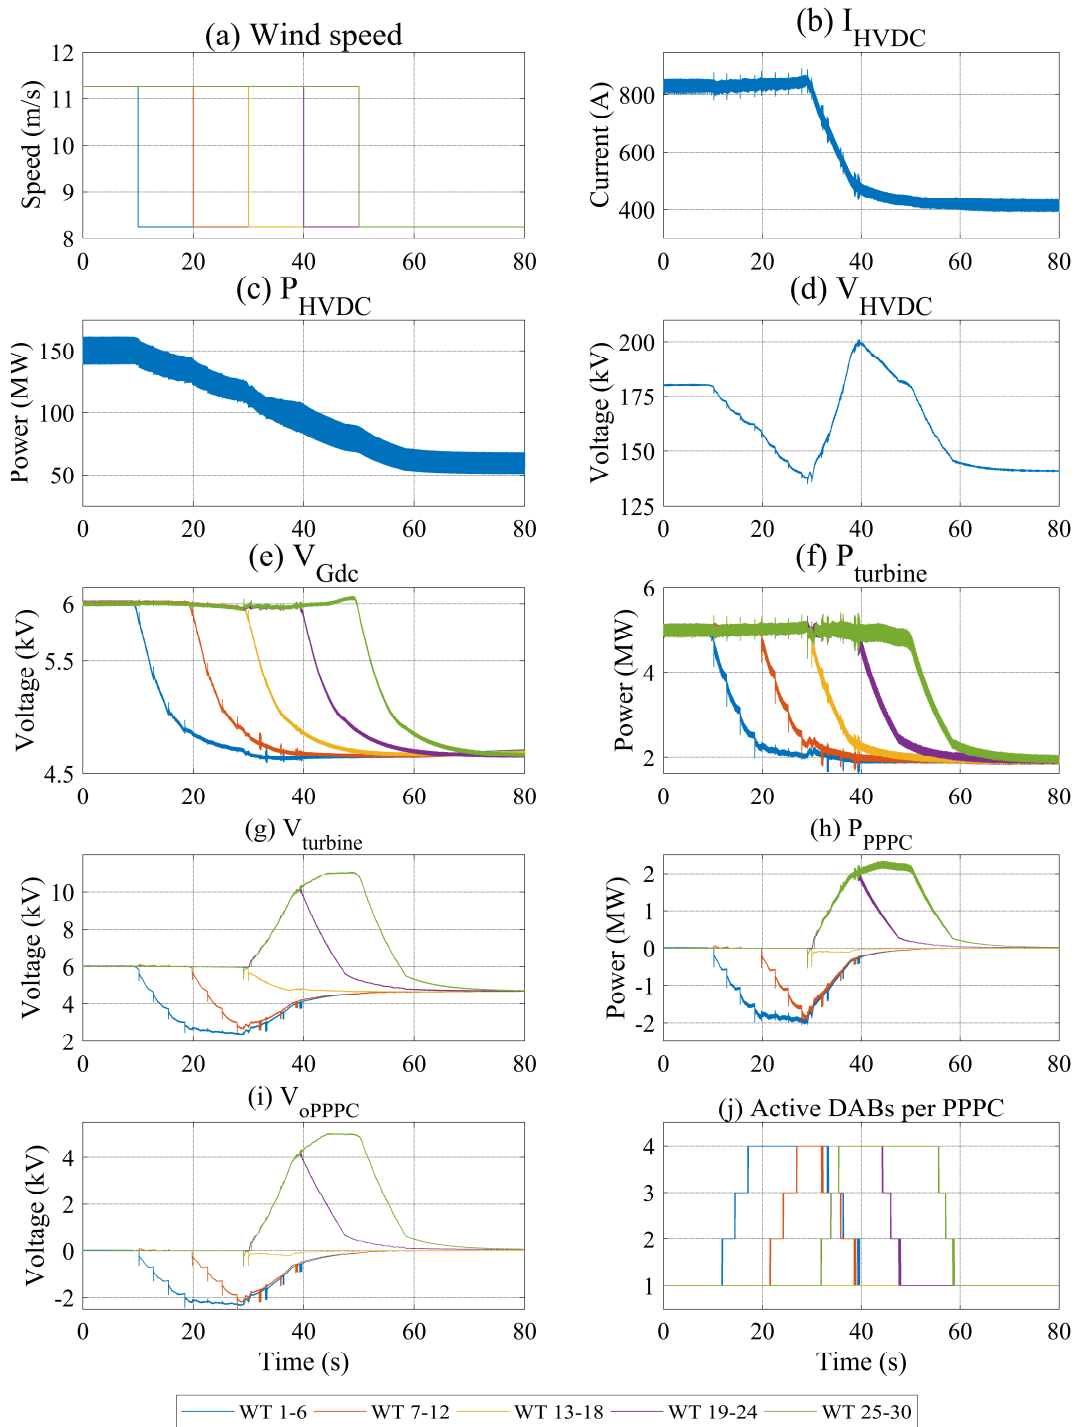 (a) Wind speed
Speed (m/s)
12
11
10
9
8
0 20 40 60 80
(b) I_HVDC
Current (A)
800
600
400
0 20 40 60 80
(c) P_HVDC
Power (MW)
150
100
50
0 20 40 60 80
(d) V_HVDC
Voltage (kV)
200
175
150
125
0 20 40 60 80
(e) V_Gdc
Voltage (kV)
6
5.5
4.5
0 20 40 60 80
(f) P_turbine
Power (MW)
6
4
2
0 20 40 60 80
(g) V_turbine
Voltage (kV)
10
8
6
4
2
0 20 40 60 80
(h) P_PPPC
Power (MW)
2
1
0
-1
-2
0 20 40 60 80
(i) V_oPPPC
Voltage (kV)
4
2
0
-2
0 20 40 60 80
Time (s)
(j) Active DABs per PPPC
4
3
2
1
0 20 40 60 80
Time (s)
WT 1-6 WT 7-12 WT 13-18 WT 19-24 WT 25-30